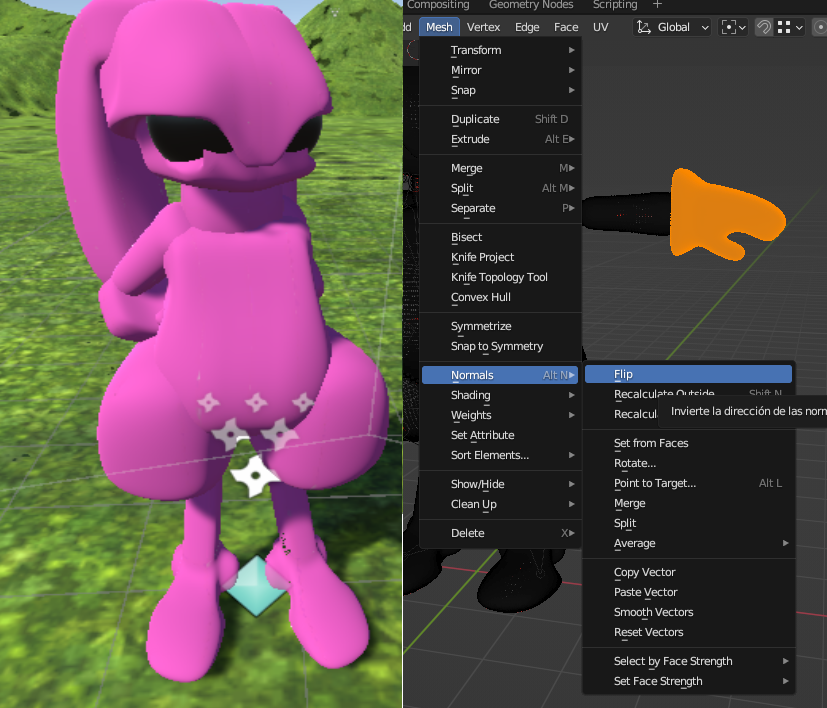 Compositing Geometry Nodes Scripting +
dd Mesh Vertex Edge Face UV Global
Transform
Mirror
Snap
Duplicate Shift D
Extrude Alt E
Merge M
Split Alt M
Separate P
Bisect
Knife Project
Knife Topology Tool
Convex Hull
Symmetrize
Snap to Symmetry
Normals Alt N
Shading
Weights
Set Attribute
Sort Elements...
Show/Hide
Clean Up
Delete X
Flip
Recalculate Outside Shift N
Recalcul
Invierte la dirección de las norm
Set from Faces
Rotate...
Point to Target... Alt L
Merge
Split
Average
Copy Vector
Paste Vector
Smooth Vectors
Reset Vectors
Select by Face Strength
Set Face Strength